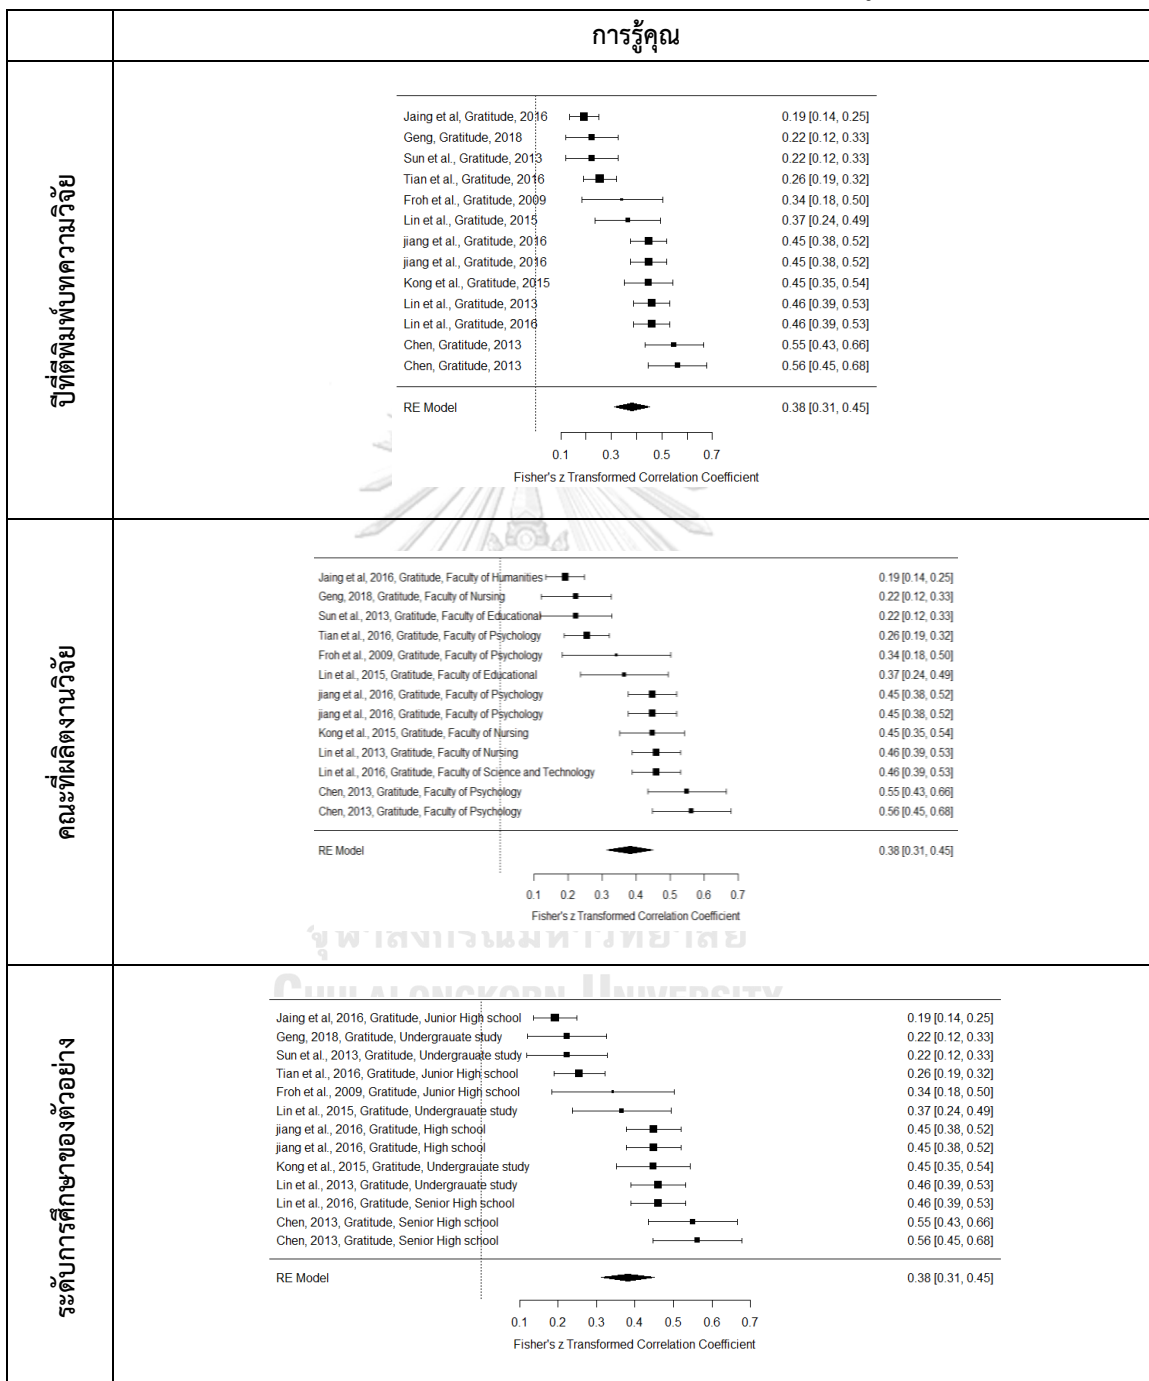 การรู้คุณ
ปีที่ตีพิมพ์บทความวิจัย
Jaing et al, Gratitude, 2016 0.19 [0.14, 0.25]
Geng, Gratitude, 2018 0.22 [0.12, 0.33]
Sun et al., Gratitude, 2013 0.22 [0.12, 0.33]
Tian et al., Gratitude, 2016 0.26 [0.19, 0.32]
Froh et al., Gratitude, 2009 0.34 [0.18, 0.50]
Lin et al., Gratitude, 2015 0.37 [0.24, 0.49]
jiang et al., Gratitude, 2016 0.45 [0.38, 0.52]
jiang et al., Gratitude, 2016 0.45 [0.38, 0.52]
Kong et al., Gratitude, 2015 0.45 [0.35, 0.54]
Lin et al., Gratitude, 2013 0.46 [0.39, 0.53]
Lin et al., Gratitude, 2016 0.46 [0.39, 0.53]
Chen, Gratitude, 2013 0.55 [0.43, 0.66]
Chen, Gratitude, 2013 0.56 [0.45, 0.68]
RE Model 0.38 [0.31, 0.45]
0.1 0.3 0.5 0.7
Fisher's z Transformed Correlation Coefficient
คณะที่ผลิตงานวิจัย
Jaing et al, 2016, Gratitude, Faculty of Humanities 0.19 [0.14, 0.25]
Geng, 2018, Gratitude, Faculty of Nursing 0.22 [0.12, 0.33]
Sun et al., 2013, Gratitude, Faculty of Educational 0.22 [0.12, 0.33]
Tian et al., 2016, Gratitude, Faculty of Psychology 0.26 [0.19, 0.32]
Froh et al., 2009, Gratitude, Faculty of Psychology 0.34 [0.18, 0.50]
Lin et al., 2015, Gratitude, Faculty of Educational 0.37 [0.24, 0.49]
jiang et al., 2016, Gratitude, Faculty of Psychology 0.45 [0.38, 0.52]
jiang et al., 2016, Gratitude, Faculty of Psychology 0.45 [0.38, 0.52]
Kong et al., 2015, Gratitude, Faculty of Nursing 0.45 [0.35, 0.54]
Lin et al., 2013, Gratitude, Faculty of Nursing 0.46 [0.39, 0.53]
Lin et al., 2016, Gratitude, Faculty of Science and Technology 0.46 [0.39, 0.53]
Chen, 2013, Gratitude, Faculty of Psychology 0.55 [0.43, 0.66]
Chen, 2013, Gratitude, Faculty of Psychology 0.56 [0.45, 0.68]
RE Model 0.38 [0.31, 0.45]
0.1 0.2 0.3 0.4 0.5 0.6 0.7
Fisher's z Transformed Correlation Coefficient
จุฬาลงกรณ์มหาวิทยาลัย
CHULALONGKORN UNIVERSITY
ระดับการศึกษาของตัวอย่าง
Jaing et al, 2016, Gratitude, Junior High school 0.19 [0.14, 0.25]
Geng, 2018, Gratitude, Undergrauate study 0.22 [0.12, 0.33]
Sun et al., 2013, Gratitude, Undergrauate study 0.22 [0.12, 0.33]
Tian et al., 2016, Gratitude, Junior High school 0.26 [0.19, 0.32]
Froh et al., 2009, Gratitude, Junior High school 0.34 [0.18, 0.50]
Lin et al., 2015, Gratitude, Undergrauate study 0.37 [0.24, 0.49]
jiang et al., 2016, Gratitude, High school 0.45 [0.38, 0.52]
jiang et al., 2016, Gratitude, High school 0.45 [0.38, 0.52]
Kong et al., 2015, Gratitude, Undergrauate study 0.45 [0.35, 0.54]
Lin et al., 2013, Gratitude, Undergrauate study 0.46 [0.39, 0.53]
Lin et al., 2016, Gratitude, Senior High school 0.46 [0.39, 0.53]
Chen, 2013, Gratitude, Senior High school 0.55 [0.43, 0.66]
Chen, 2013, Gratitude, Senior High school 0.56 [0.45, 0.68]
RE Model 0.38 [0.31, 0.45]
0.1 0.2 0.3 0.4 0.5 0.6 0.7
Fisher's z Transformed Correlation Coefficient